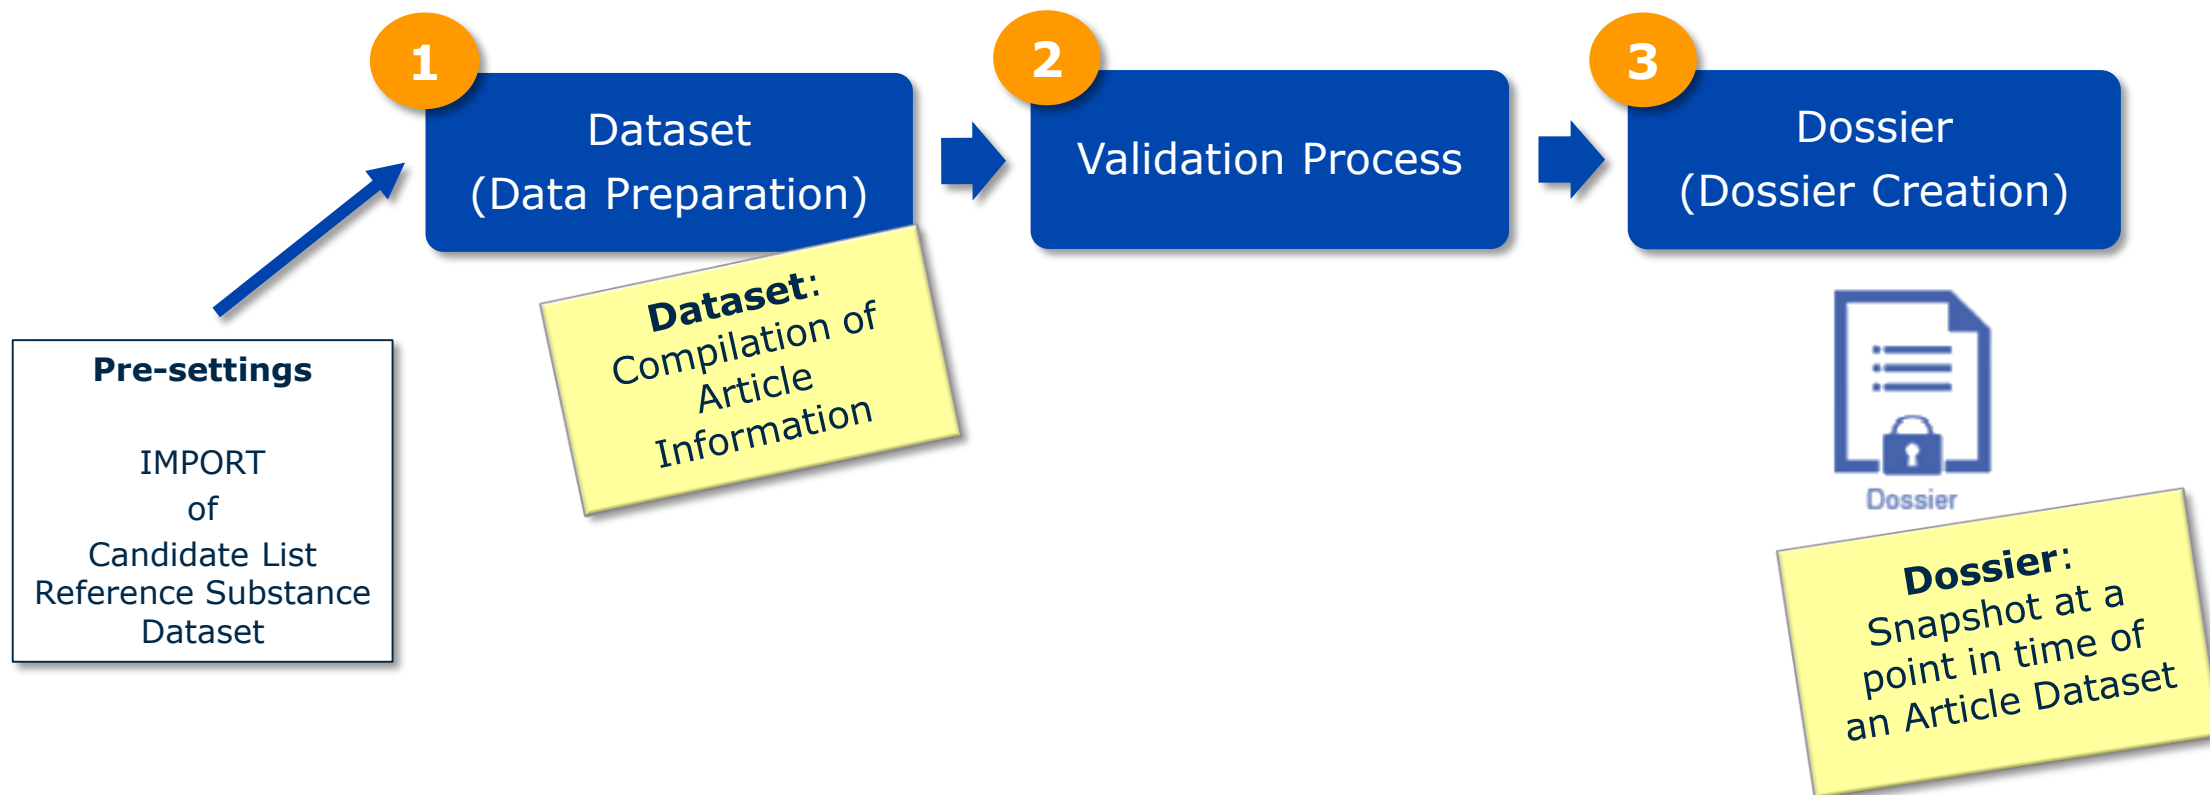 1
Dataset
(Data Preparation)
2
Validation Process
3
Dossier
(Dossier Creation)
Pre-settings
IMPORT
of
Candidate List
Reference Substance
Dataset
Dataset:
Compilation of
Article
Information
Dossier
Dossier:
Snapshot at a
point in time of
an Article Dataset